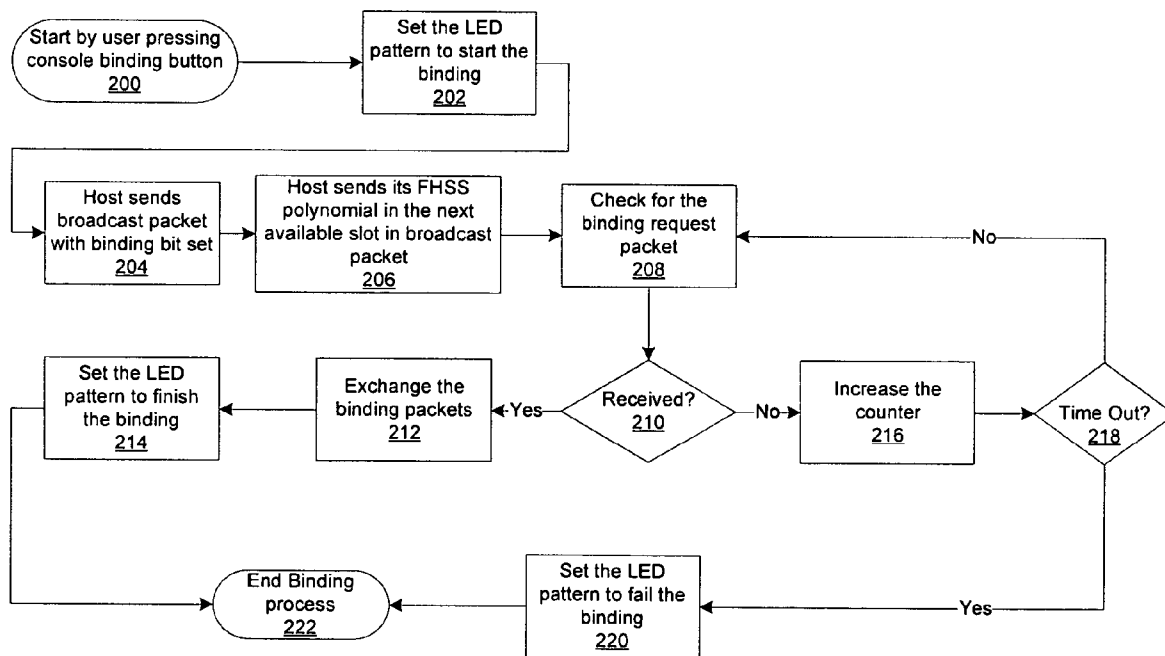 Start by user pressing
console binding button
200
Set the LED
pattern to start the
binding
202
Host sends
broadcast packet
with binding bit set
204
Host sends its FHSS
polynomial in the next
available slot in broadcast
packet
206
Check for the
binding request
packet
208
No
Set the LED
pattern to finish
the binding
214
Exchange the
binding packets
212
Yes
Received?
210
No
Increase the
counter
216
Time Out?
218
End Binding
process
222
Set the LED
pattern to fail the
binding
220
Yes